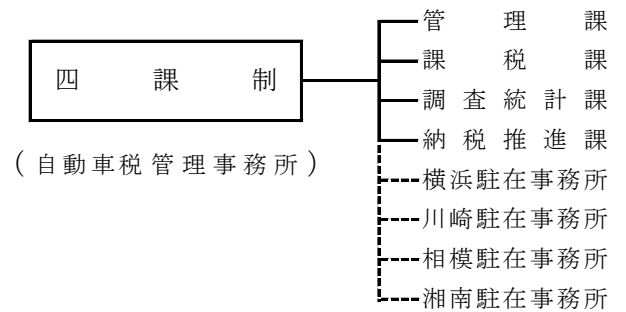 四課制
(自動車税管理事務所)
管理課
課税課
調査統計課
納税推進課
横浜駐在事務所
川崎駐在事務所
相模駐在事務所
湘南駐在事務所